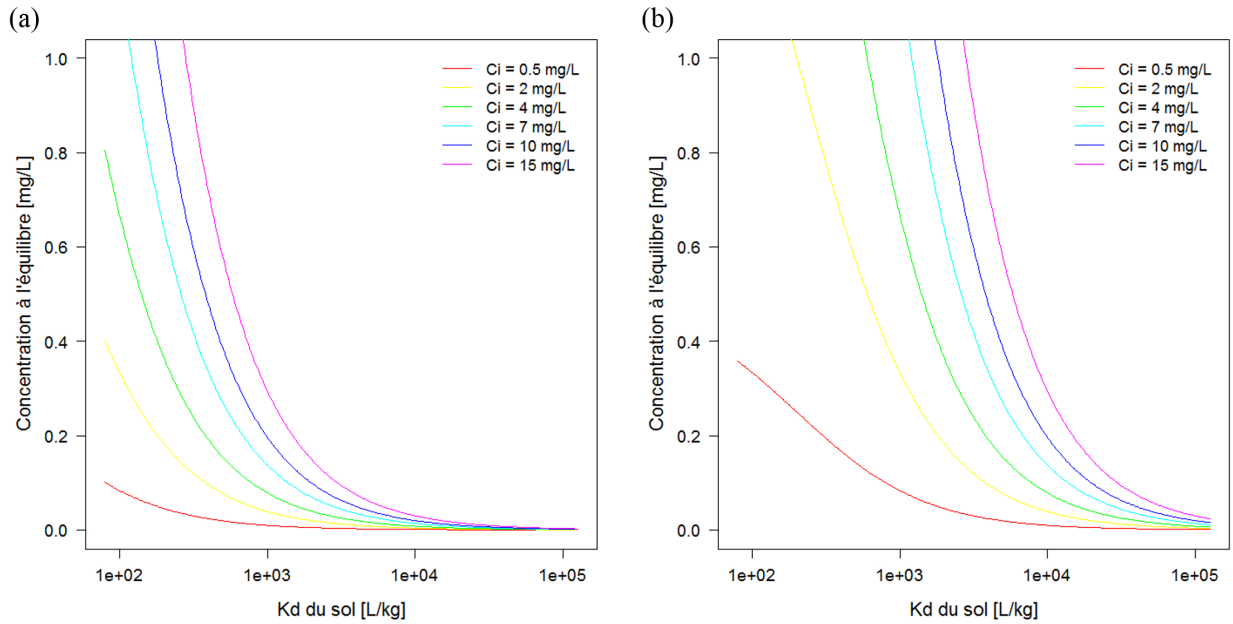 (a)
Concentration à l'équilibre [mg/L]
1.0
0.8
0.6
0.4
0.2
0.0
Ci = 0.5 mg/L
Ci = 2 mg/L
Ci = 4 mg/L
Ci = 7 mg/L
Ci = 10 mg/L
Ci = 15 mg/L
1e+02 1e+03 1e+04 1e+05
Kd du sol [L/kg]
(b)
Concentration à l'équilibre [mg/L]
1.0
0.8
0.6
0.4
0.2
0.0
Ci = 0.5 mg/L
Ci = 2 mg/L
Ci = 4 mg/L
Ci = 7 mg/L
Ci = 10 mg/L
Ci = 15 mg/L
1e+02 1e+03 1e+04 1e+05
Kd du sol [L/kg]